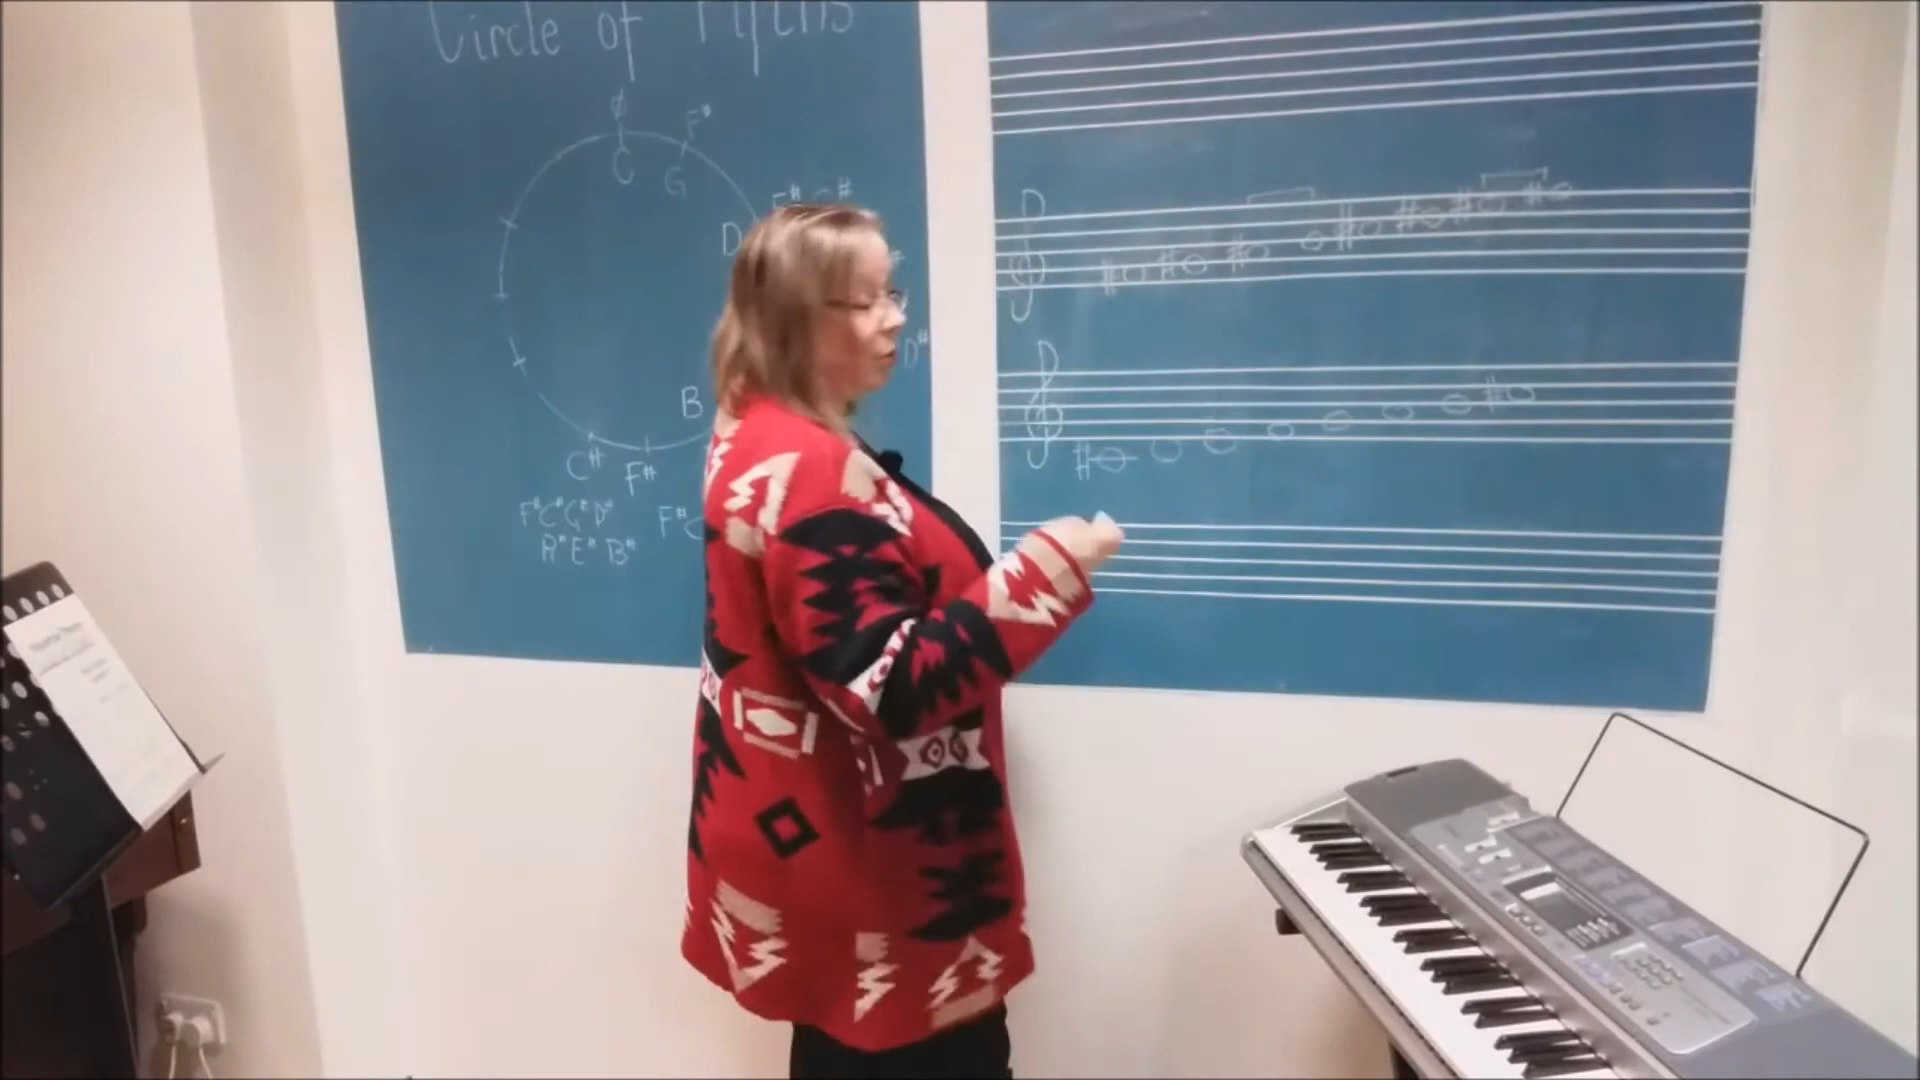 Circle of Fifths
Ø
F#
C
G
F# C#
D
D#
B
C#
F#
F# C# G# D#
F# C
A# E# B#